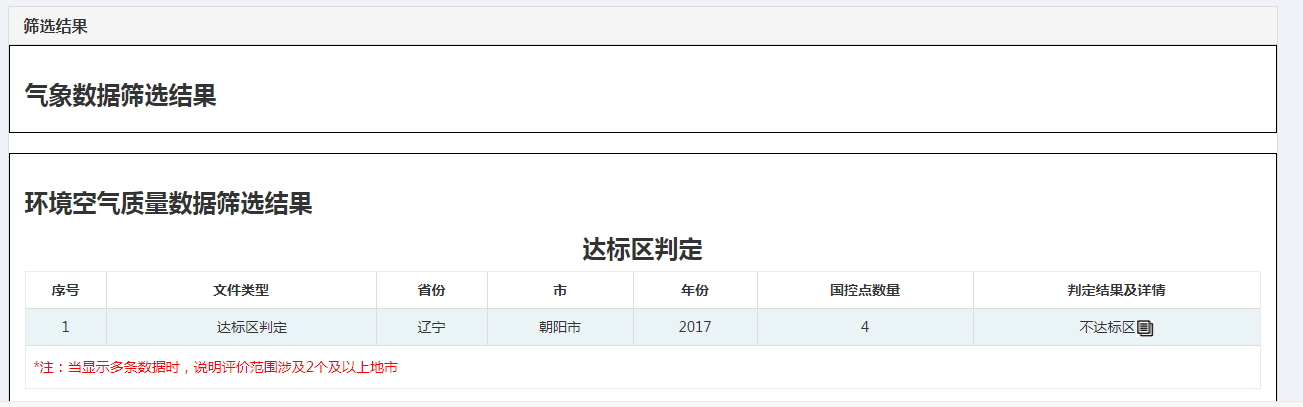 筛选结果
气象数据筛选结果
环境空气质量数据筛选结果
达标区判定
序号 文件类型 省份 市 年份 国控点数量 判定结果及详情
1 达标区判定 辽宁 朝阳市 2017 4 不达标区
*注：当显示多条数据时，说明评价范围涉及2个及以上地市